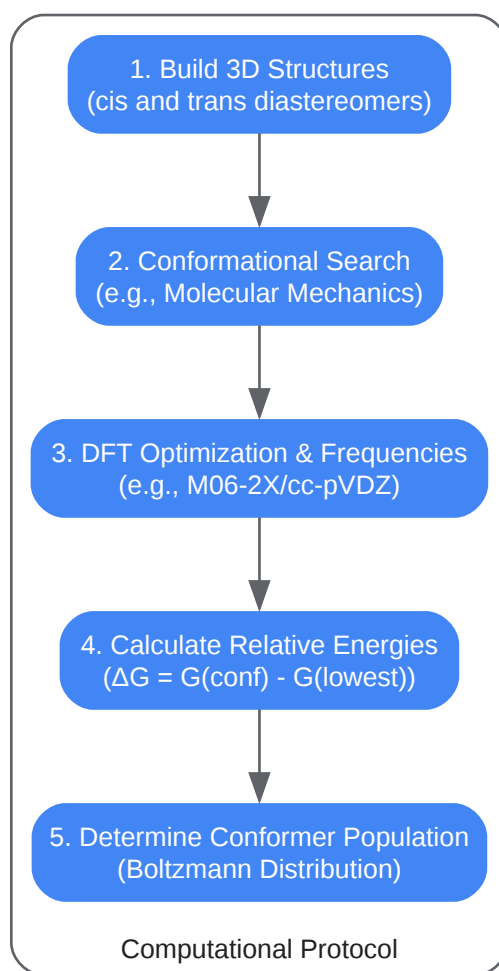 1. Build 3D Structures
(cis and trans diastereomers)
2. Conformational Search
(e.g., Molecular Mechanics)
3. DFT Optimization & Frequencies
(e.g., M06-2X/cc-pVDZ)
4. Calculate Relative Energies
(ΔG = G(conf) - G(lowest))
5. Determine Conformer Population
(Boltzmann Distribution)
Computational Protocol